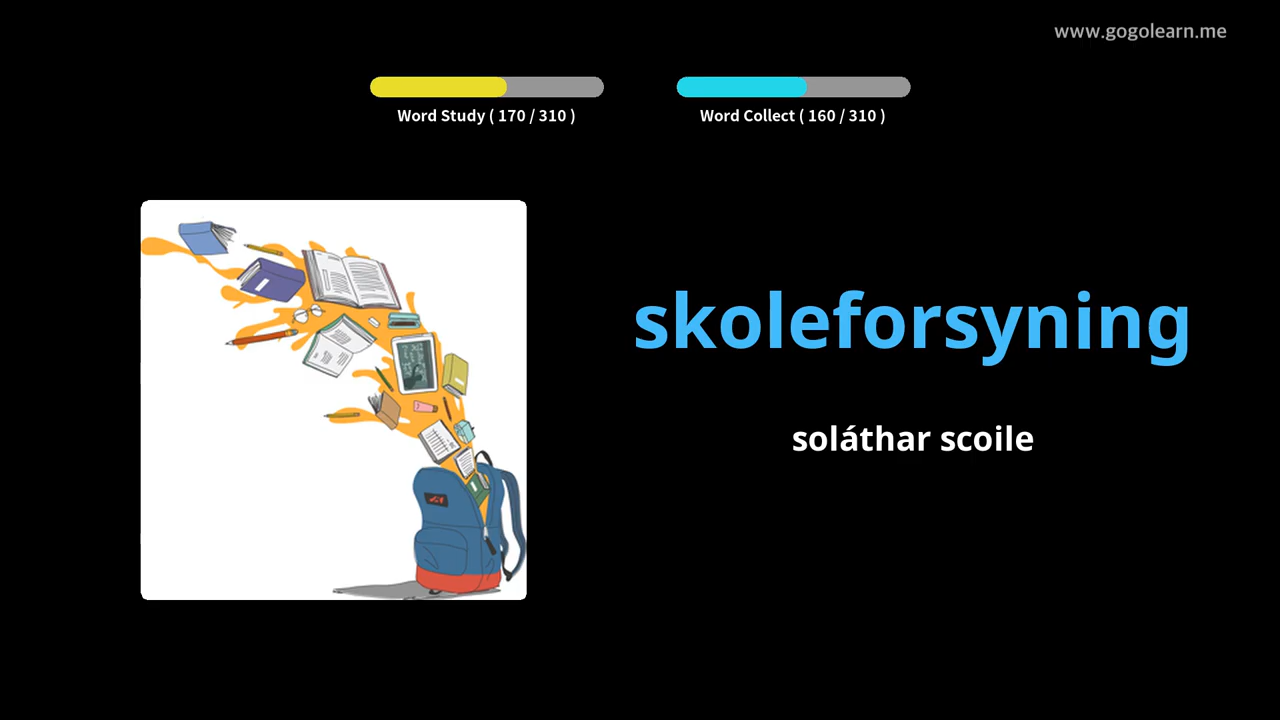 www.gogolearn.me
Word Study ( 170 / 310 )
Word Collect ( 160 / 310 )
skoleforsyning
soláthar scoile